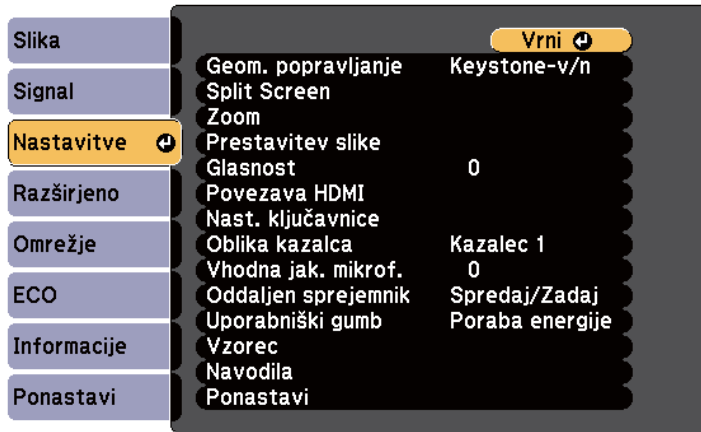 Slika
Signal
Nastavitve
Razširjeno
Omrežje
ECO
Informacije
Ponastavi
Vrni
Geom. popravljanje Keystone-v/n
Split Screen
Zoom
Prestavitev slike
Glasnost 0
Povezava HDMI
Nast. ključavnice
Oblika kazalca Kazalec 1
Vhodna jak. mikrof. 0
Oddaljen sprejemnik Spredaj/Zadaj
Uporabniški gumb Poraba energije
Vzorec
Navodila
Ponastavi